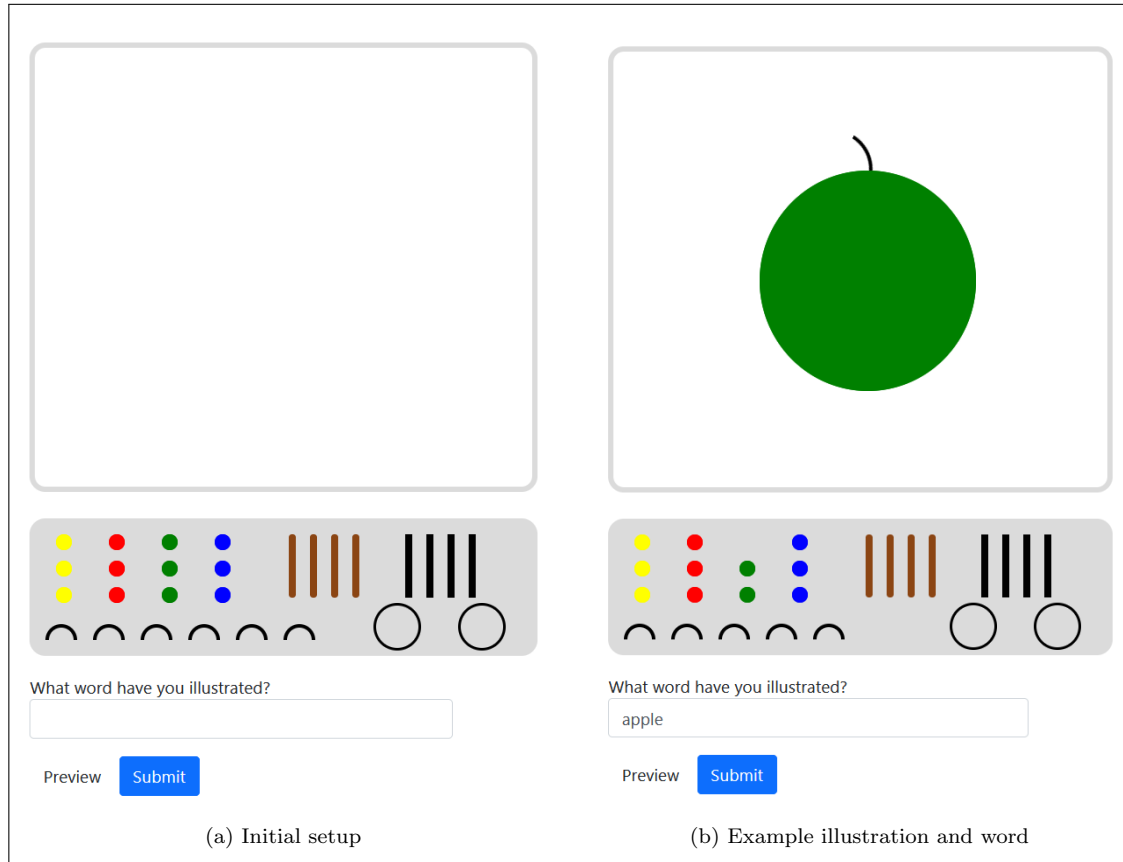 What word have you illustrated?
Preview
Submit
(a) Initial setup
What word have you illustrated?
apple
Preview
Submit
(b) Example illustration and word